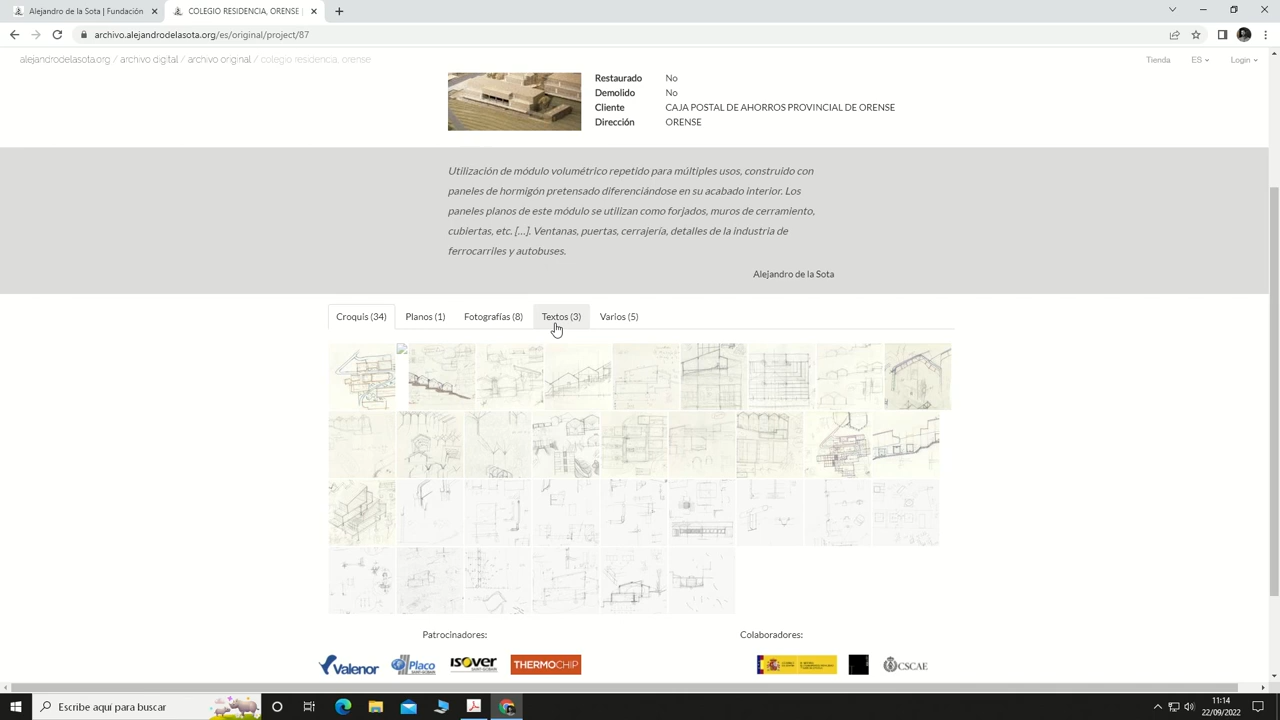 Alejandro de la Sota | Fundación
COLEGIO RESIDENCIA, ORENSE |
archivo.alejandrodelasota.org/es/original/project/87
alejandrodelasota.org / archivo digital / archivo original / colegio residencia, orense
Tienda ES Login
Restaurado No
Demolido No
Cliente CAJA POSTAL DE AHORROS PROVINCIAL DE ORENSE
Dirección ORENSE
Utilización de módulo volumétrico repetido para múltiples usos, construído con
paneles de hormigón pretensado diferenciándose en su acabado interior. Los
paneles planos de este módulo se utilizan como forjados, muros de cerramiento,
cubiertas, etc. [...]. Ventanas, puertas, cerrajería, detalles de la industria de
ferrocarriles y autobuses.
Alejandro de la Sota
Croquis (34) Planos (1) Fotografías (8) Textos (3) Varios (5)
Patrocinadores: Colaboradores:
Valenor Placo SAINT-GOBAIN isover SAINT-GOBAIN THERMOCHIP CSCAE
Escribe aquí para buscar
11:14
22/09/2022